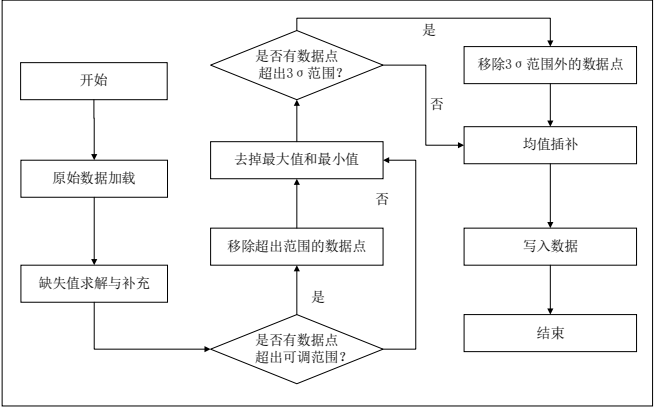 开始
原始数据加载
缺失值求解与补充
是否有数据点
超出可调范围?
是
移除超出范围的数据点
否
去掉最大值和最小值
是否有数据点
超出3σ范围?
是
移除3σ范围外的数据点
否
均值插补
写入数据
结束